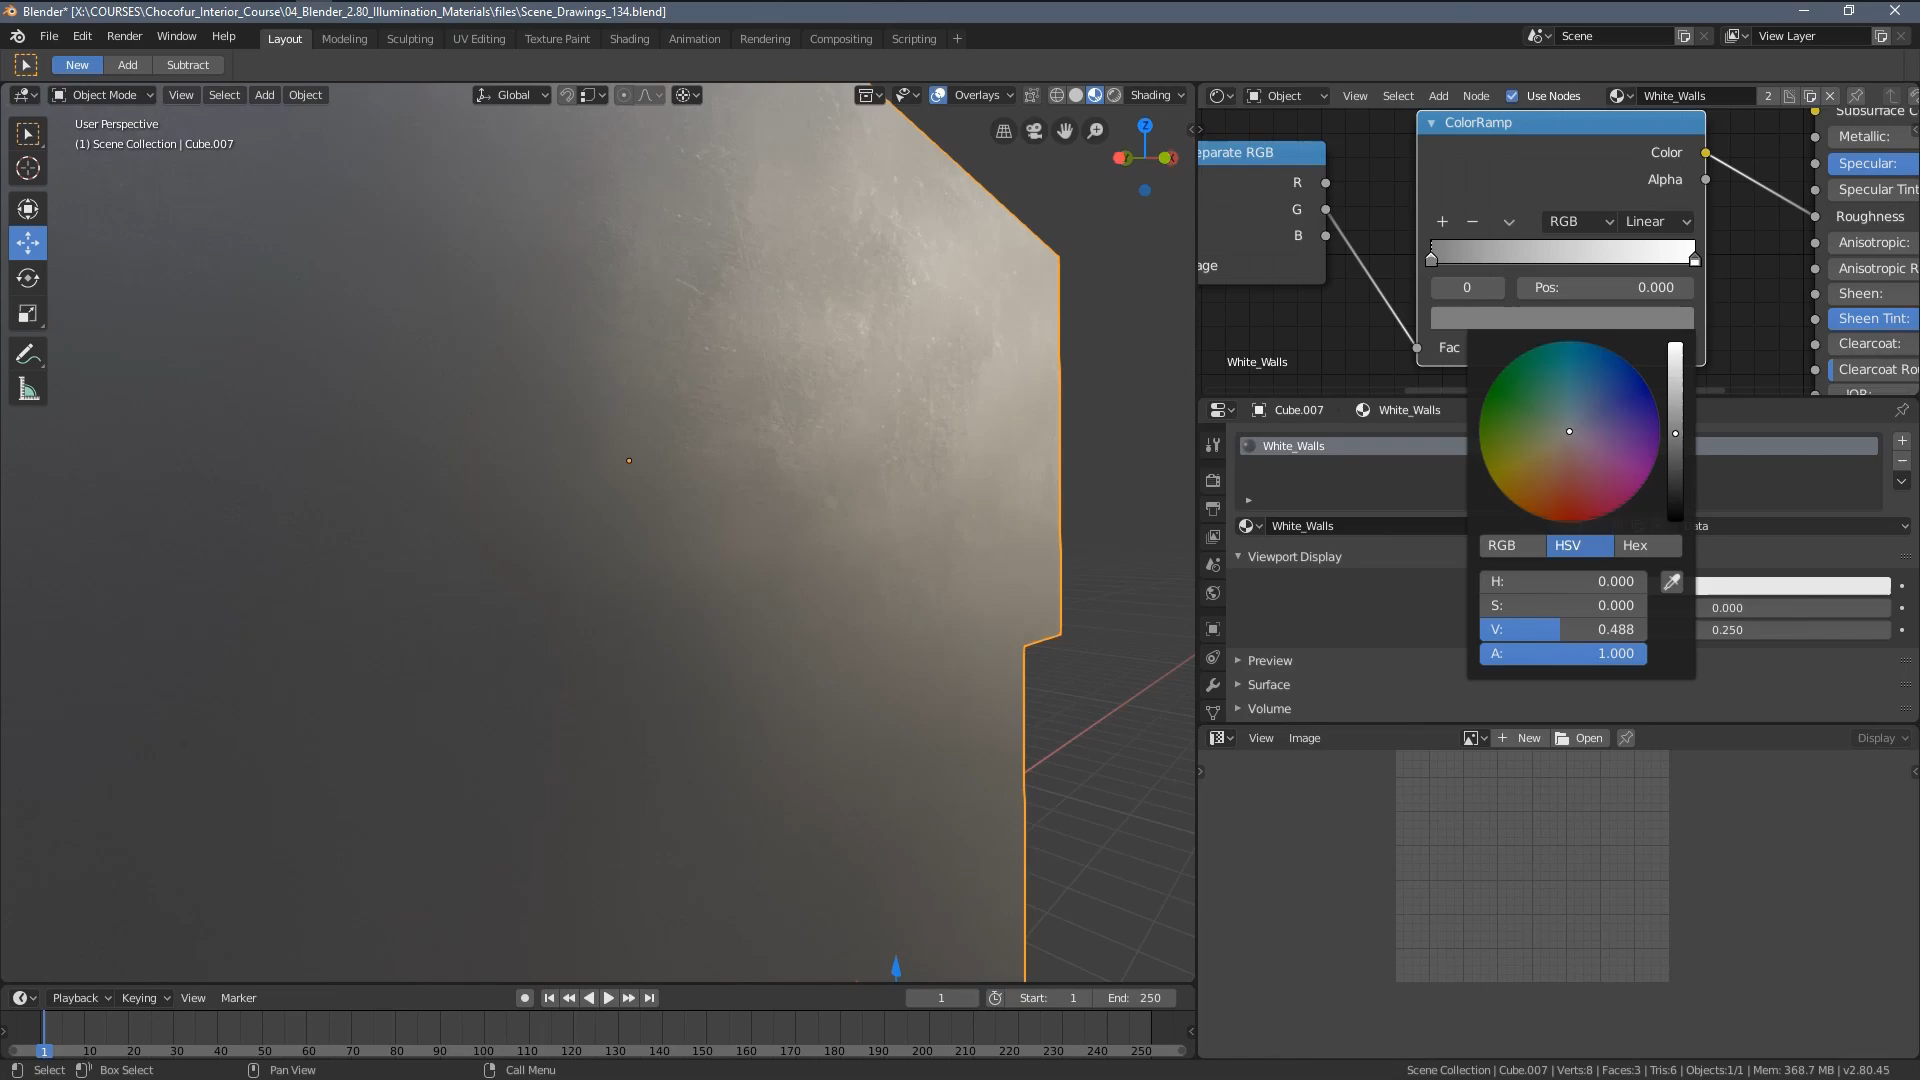 Blender* [X:\COURSES\Chocofur_Interior_Course\04_Blender_2.80_Illumination_Materials\files\Scene_Drawings_134.blend]
File Edit Render Window Help Layout Modeling Sculpting UV Editing Texture Paint Shading Animation Rendering Compositing Scripting + Scene View Layer
New Add Subtract
Object Mode View Select Add Object Global Overlays Shading
Object View Select Add Node Use Nodes White_Walls 2
User Perspective
(1) Scene Collection | Cube.007
Z
eparate RGB
R
G
B
age
ColorRamp
Color
Alpha
RGB Linear
0 Pos: 0.000
Fac
White_Walls
Subsurface C
Metallic:
Specular:
Specular Tint
Roughness
Anisotropic:
Anisotropic R
Sheen:
Sheen Tint:
Clearcoat:
Clearcoat Ro
IOR:
Cube.007 White_Walls
White_Walls
White_Walls ata
Viewport Display
0.000
0.250
RGB HSV Hex
H: 0.000
S: 0.000
V: 0.488
A: 1.000
Preview
Surface
Volume
View Image New Open Display
Playback Keying View Marker 1 Start: 1 End: 250
1 10 20 30 40 50 60 70 80 90 100 110 120 130 140 150 160 170 180 190 200 210 220 230 240 250
Select Box Select Pan View Call Menu
Scene Collection | Cube.007 | Verts:8 | Faces:3 | Tris:6 | Objects:1/1 | Mem: 368.7 MB | v2.80.45